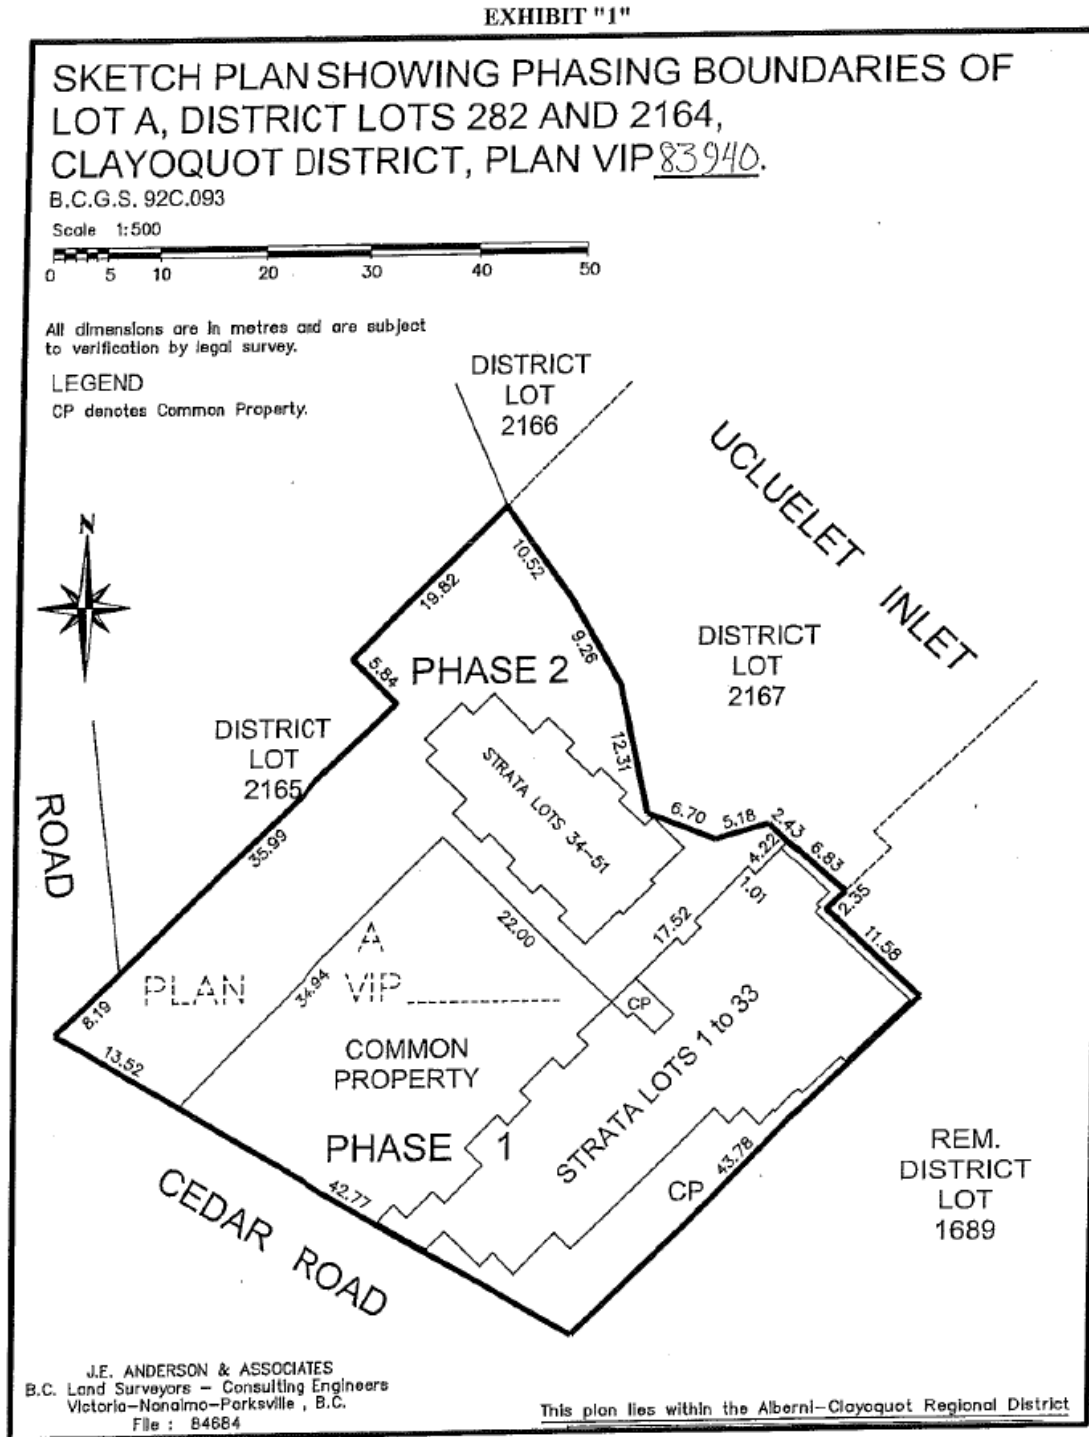 EXHIBIT "1"
SKETCH PLAN SHOWING PHASING BOUNDARIES OF
LOT A, DISTRICT LOTS 282 AND 2164,
CLAYOQUOT DISTRICT, PLAN VIP 83940.
B.C.G.S. 92C.093
Scale 1:500
0 5 10 20 30 40 50
All dimensions are in metres and are subject
to verification by legal survey.
LEGEND
CP denotes Common Property.
DISTRICT
LOT
2166
UCLUELET INLET
N
10.52
19.82
9.26
DISTRICT
LOT
2167
5.84
PHASE 2
DISTRICT
LOT
2165
12.31
STRATA LOTS 34-51
6.70
5.18
2.43
6.83
4.22
1.01
2.35
11.58
ROAD
35.99
22.00
17.52
A
PLAN VIP
34.94
CP
8.19
13.52
COMMON
PROPERTY
STRATA LOTS 1 to 33
PHASE 1
43.78
CP
42.77
REM.
DISTRICT
LOT
1689
CEDAR ROAD
J.E. ANDERSON & ASSOCIATES
B.C. Land Surveyors - Consulting Engineers
Victoria-Nanaimo-Parksville , B.C.
File : 84684
This plan lies within the Alberni-Clayoquot Regional District